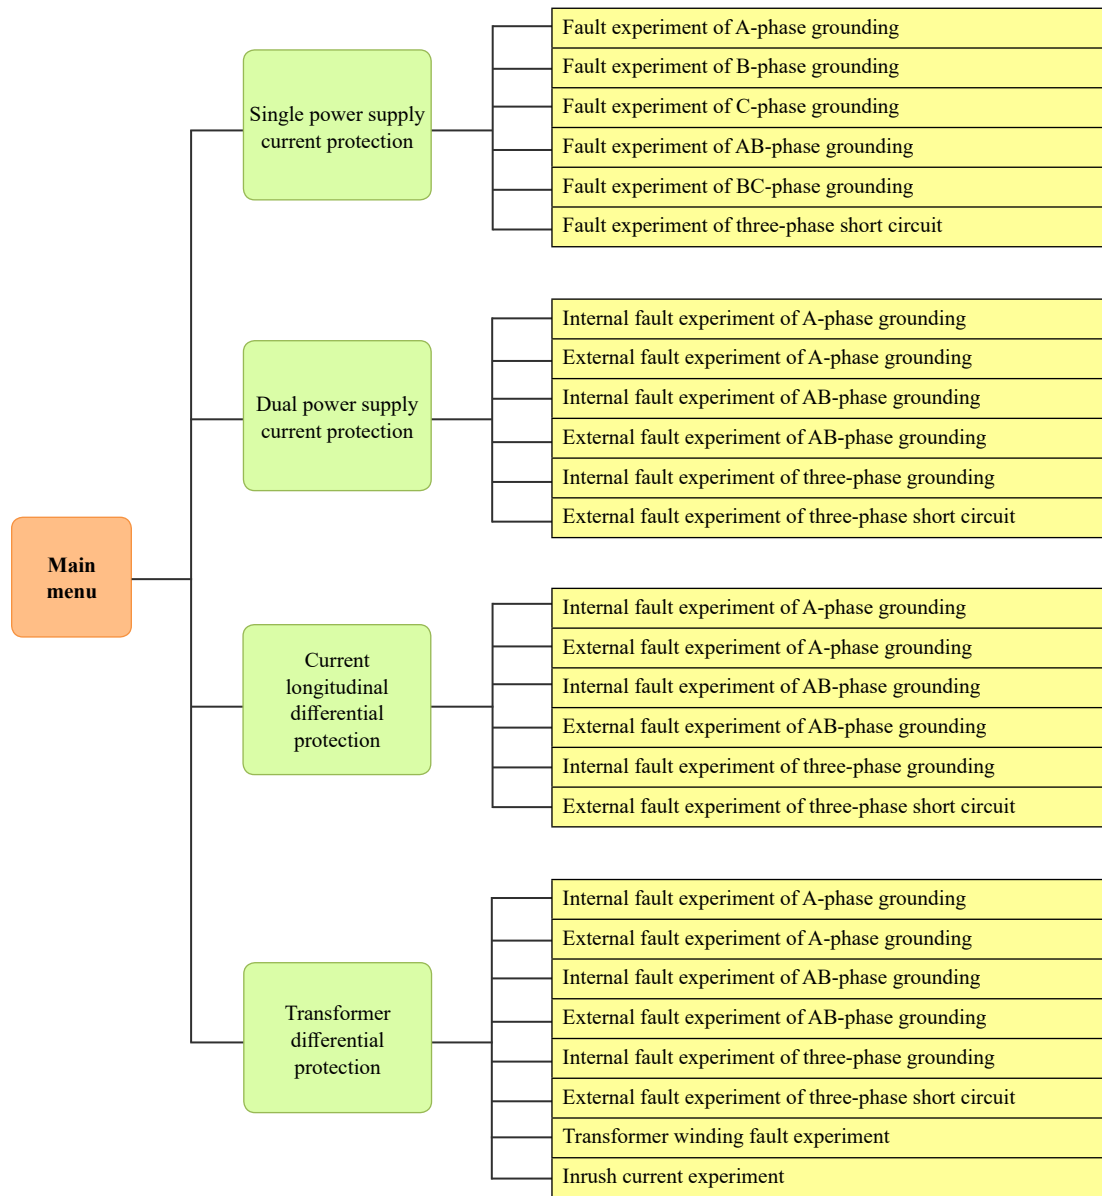 Main
menu
Single power supply
current protection
Fault experiment of A-phase grounding
Fault experiment of B-phase grounding
Fault experiment of C-phase grounding
Fault experiment of AB-phase grounding
Fault experiment of BC-phase grounding
Fault experiment of three-phase short circuit
Dual power supply
current protection
Internal fault experiment of A-phase grounding
External fault experiment of A-phase grounding
Internal fault experiment of AB-phase grounding
External fault experiment of AB-phase grounding
Internal fault experiment of three-phase grounding
External fault experiment of three-phase short circuit
Current
longitudinal
differential
protection
Internal fault experiment of A-phase grounding
External fault experiment of A-phase grounding
Internal fault experiment of AB-phase grounding
External fault experiment of AB-phase grounding
Internal fault experiment of three-phase grounding
External fault experiment of three-phase short circuit
Transformer
differential
protection
Internal fault experiment of A-phase grounding
External fault experiment of A-phase grounding
Internal fault experiment of AB-phase grounding
External fault experiment of AB-phase grounding
Internal fault experiment of three-phase grounding
External fault experiment of three-phase short circuit
Transformer winding fault experiment
Inrush current experiment